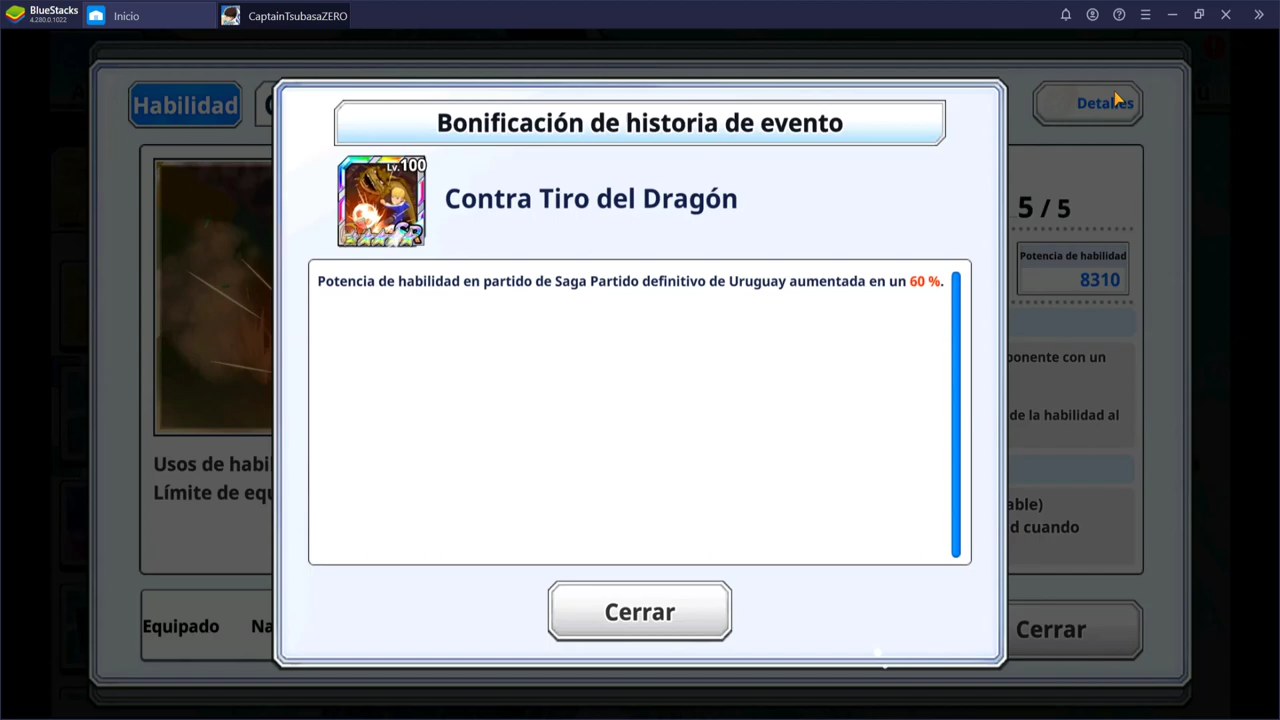 BlueStacks
4.280.0.1022
Inicio
CaptainTsubasaZERO
Habilidad
Detalles
Bonificación de historia de evento
Lv.100
SR
Contra Tiro del Dragón
5 / 5
Potencia de habilidad
8310
Potencia de habilidad en partido de Saga Partido definitivo de Uruguay aumentada en un 60 %.
ponente con un
de la habilidad al
Usos de habi
Límite de equ
able)
d cuando
Cerrar
Equipado Na
Cerrar